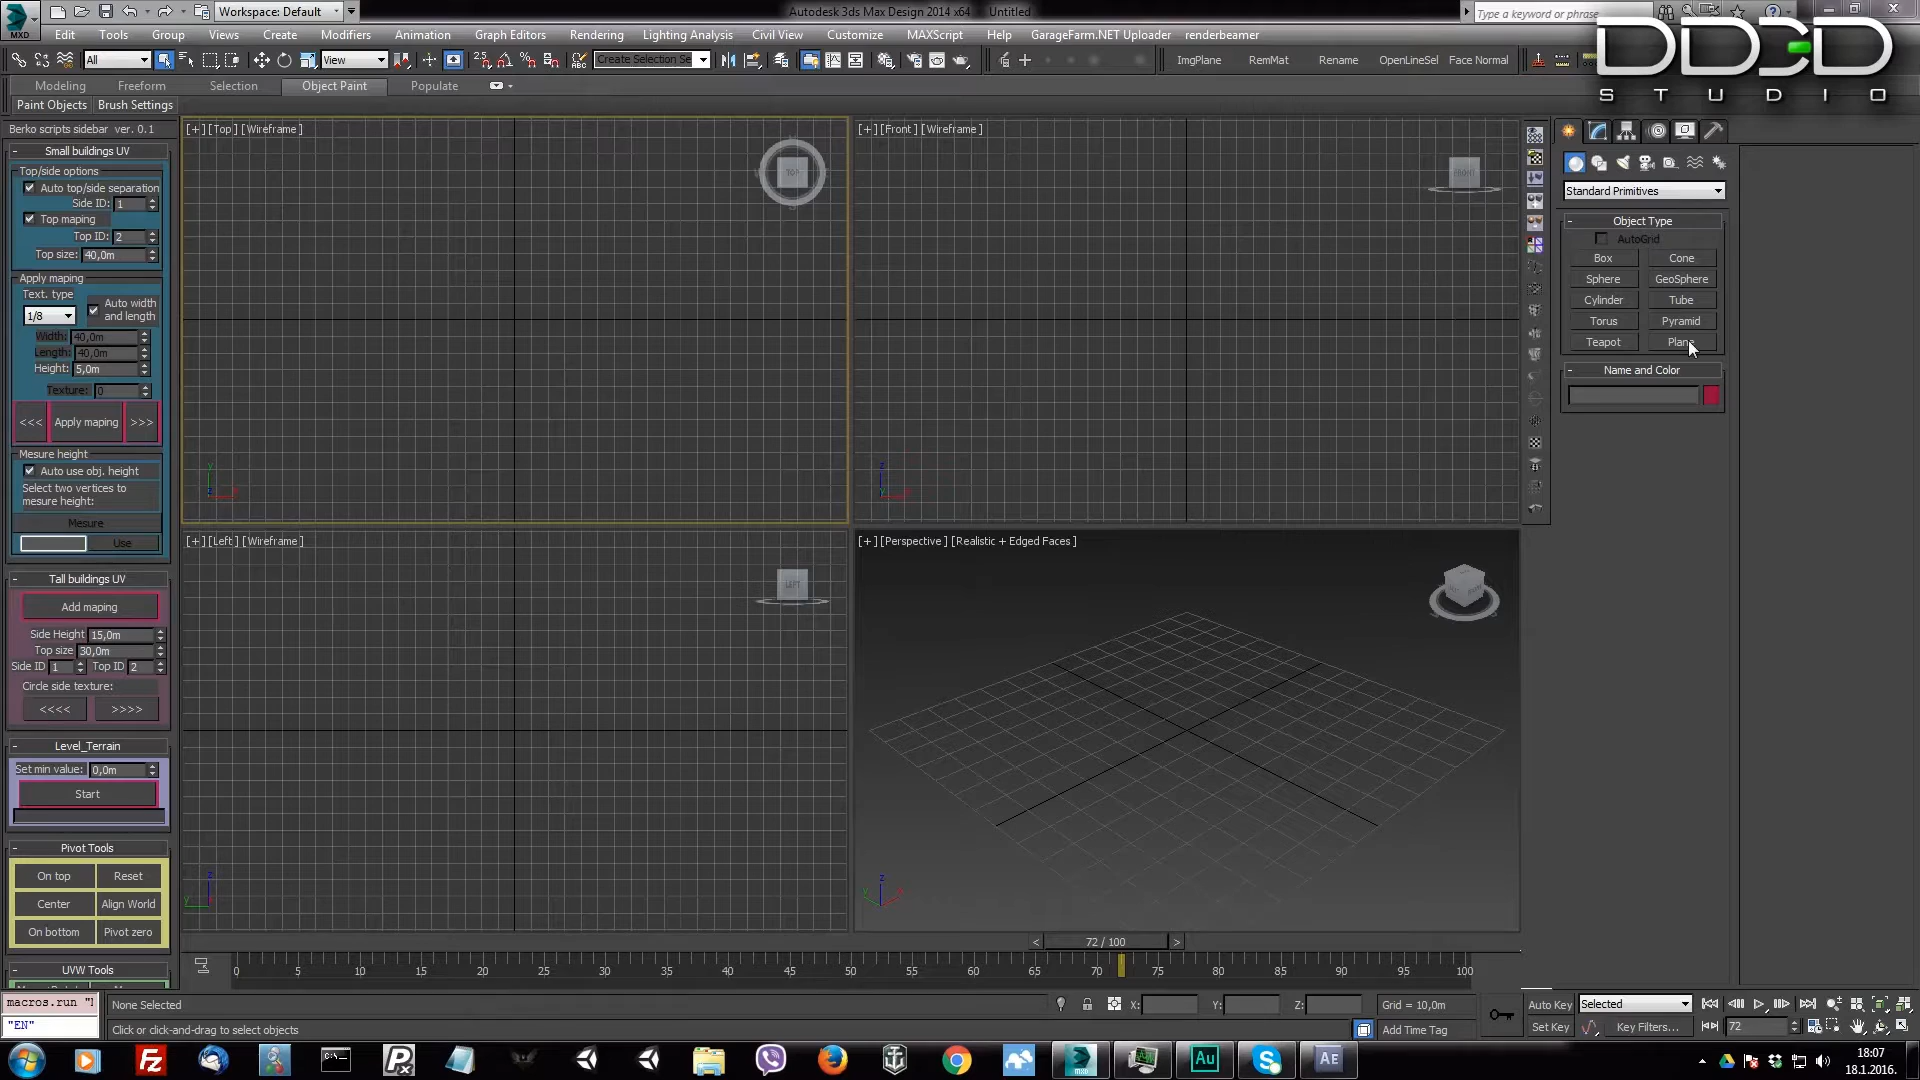 Workspace: Default
Autodesk 3ds Max Design 2014 x64 Untitled
Type a keyword or phrase
MXD
Edit Tools Group Views Create Modifiers Animation Graph Editors Rendering Lighting Analysis Civil View Customize MAXScript Help GarageFarm.NET Uploader renderbeamer
All View Create Selection Se ImgPlane RemMat Rename OpenLineSel Face Normal
STUDIO
Modeling Freeform Selection Object Paint Populate
Paint Objects Brush Settings
Berko scripts sidebar ver. 0.1
Small buildings UV
Top/side options
Auto top/side separation
Side ID: 1
Top maping
Top ID: 2
Top size: 40,0m
Apply maping
Text. type
1/8
Auto width and length
Width: 40,0m
Length: 40,0m
Height: 5,0m
Texture: 0
<<< Apply maping >>>
Mesure height
Auto use obj. height
Select two vertices to
mesure height:
Mesure
Use
Tall buildings UV
Add maping
Side Height 15,0m
Top size 30,0m
Side ID 1 Top ID 2
Circle side texture:
<<<< >>>>
Level_Terrain
Set min value: 0,0m
Start
Pivot Tools
On top Reset
Center Align World
On bottom Pivot zero
UVW Tools
[+] [Top] [Wireframe]
TOP
[+] [Front] [Wireframe]
FRONT
[+] [Left] [Wireframe]
LEFT
[+] [Perspective] [Realistic + Edged Faces]
Standard Primitives
Object Type
AutoGrid
Box Cone
Sphere GeoSphere
Cylinder Tube
Torus Pyramid
Teapot Plane
Name and Color
< 72 / 100 >
0 5 10 15 20 25 30 35 40 45 50 55 60 65 70 75 80 85 90 95 100
macros.run "
"EN"
None Selected
X: Y: Z: Grid = 10,0m
Auto Key Selected
Click or click-and-drag to select objects
Add Time Tag
Set Key Key Filters... 72
18:07
18.1.2016.